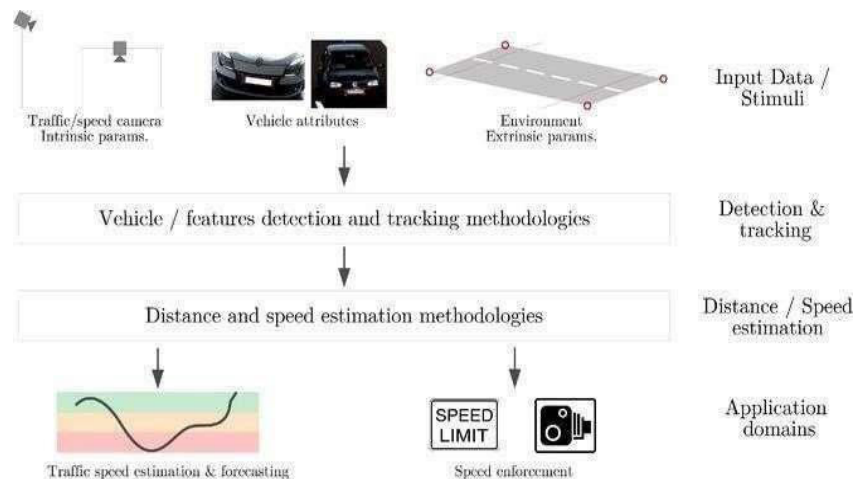 Input Data /
Stimuli
Traffic/speed camera
Intrinsic params.
Vehicle attributes
Environment
Extrinsic params.
Vehicle / features detection and tracking methodologies
Detection &
tracking
Distance and speed estimation methodologies
Distance / Speed
estimation
SPEED
LIMIT
Application
domains
Traffic speed estimation & forecasting
Speed enforcement